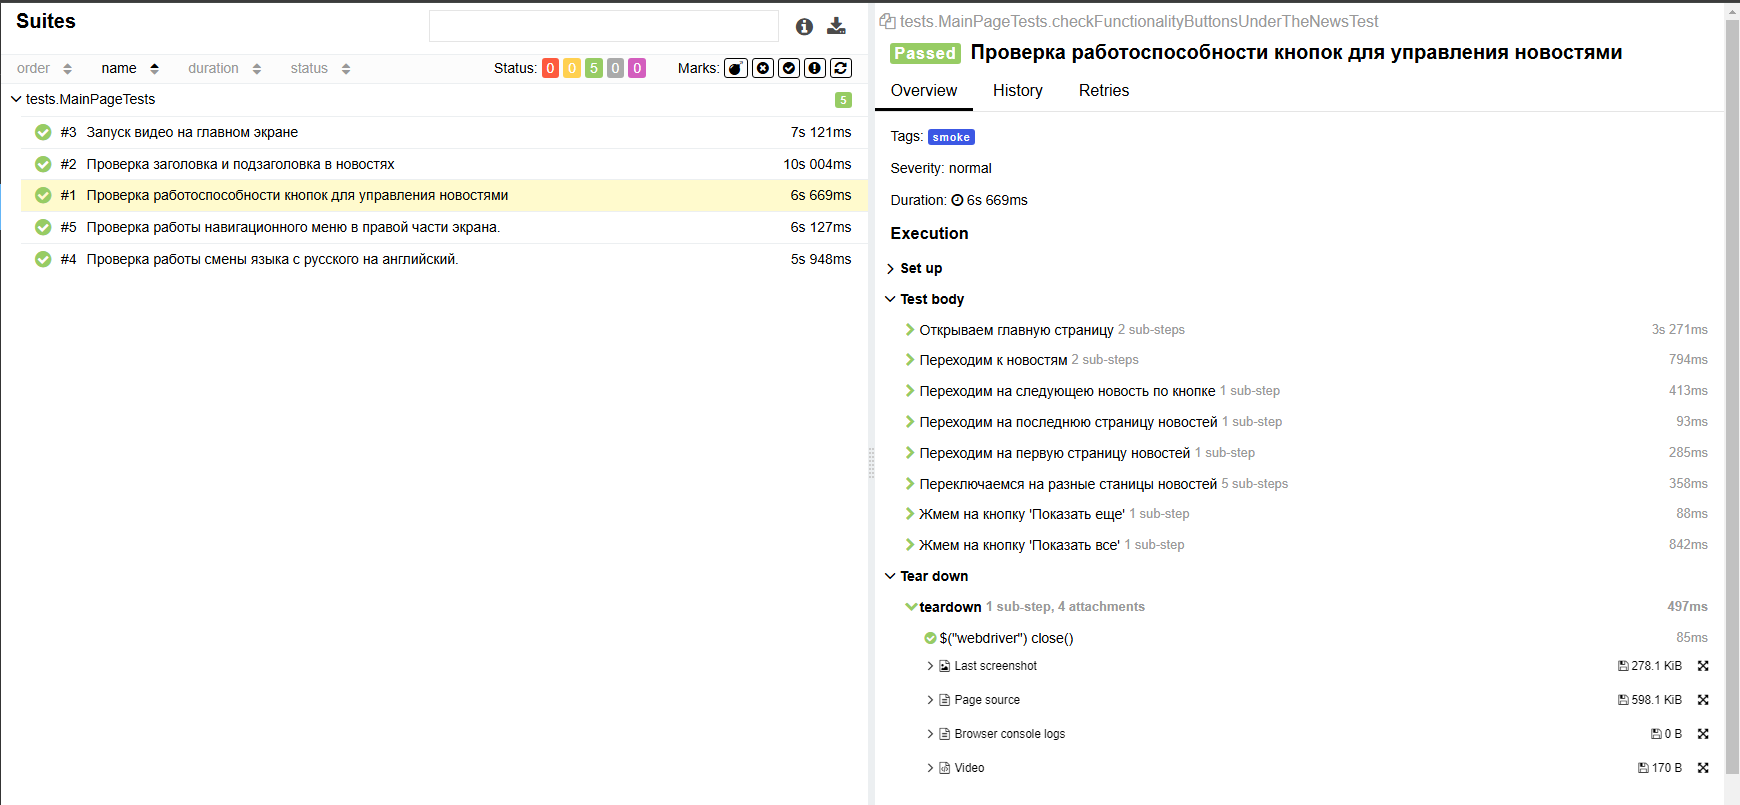 Suites
order name duration status Status: 0 0 5 0 0 Marks:
tests.MainPageTests 5
#3 Запуск видео на главном экране 7s 121ms
#2 Проверка заголовка и подзаголовка в новостях 10s 004ms
#1 Проверка работоспособности кнопок для управления новостями 6s 669ms
#5 Проверка работы навигационного меню в правой части экрана. 6s 127ms
#4 Проверка работы смены языка с русского на английский. 5s 948ms
tests.MainPageTests.checkFunctionalityButtonsUnderTheNewsTest
Passed Проверка работоспособности кнопок для управления новостями
Overview History Retries
Tags: smoke
Severity: normal
Duration: 6s 669ms
Execution
Set up
Test body
Открываем главную страницу 2 sub-steps 3s 271ms
Переходим к новостям 2 sub-steps 794ms
Переходим на следующею новость по кнопке 1 sub-step 413ms
Переходим на последнюю страницу новостей 1 sub-step 93ms
Переходим на первую страницу новостей 1 sub-step 285ms
Переключаемся на разные станицы новостей 5 sub-steps 358ms
Жмем на кнопку 'Показать еще' 1 sub-step 88ms
Жмем на кнопку 'Показать все' 1 sub-step 842ms
Tear down
teardown 1 sub-step, 4 attachments 497ms
$("webdriver") close() 85ms
Last screenshot 278.1 KiB
Page source 598.1 KiB
Browser console logs 0 B
Video 170 B